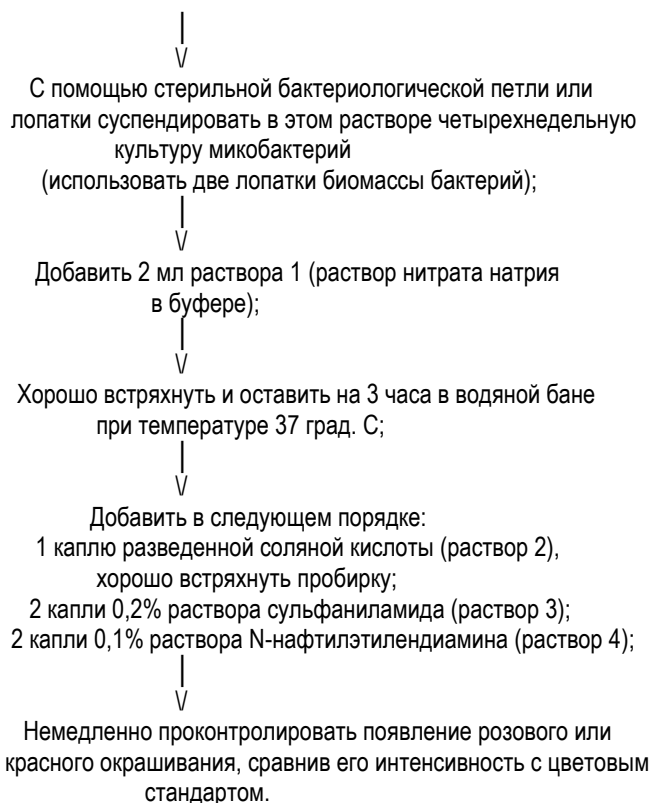 |
\/
С помощью стерильной бактериологической петли или
лопатки суспендировать в этом растворе четырехнедельную
культуру микобактерий
(использовать две лопатки биомассы бактерий);
|
\/
Добавить 2 мл раствора 1 (раствор нитрата натрия
в буфере);
|
\/
Хорошо встряхнуть и оставить на 3 часа в водяной бане
при температуре 37 град. С;
|
\/
Добавить в следующем порядке:
1 каплю разведенной соляной кислоты (раствор 2),
хорошо встряхнуть пробирку;
2 капли 0,2% раствора сульфаниламида (раствор 3);
2 капли 0,1% раствора N-нафтилэтилендиамина (раствор 4);
|
\/
Немедленно проконтролировать появление розового или
красного окрашивания, сравнив его интенсивность с цветовым
стандартом.